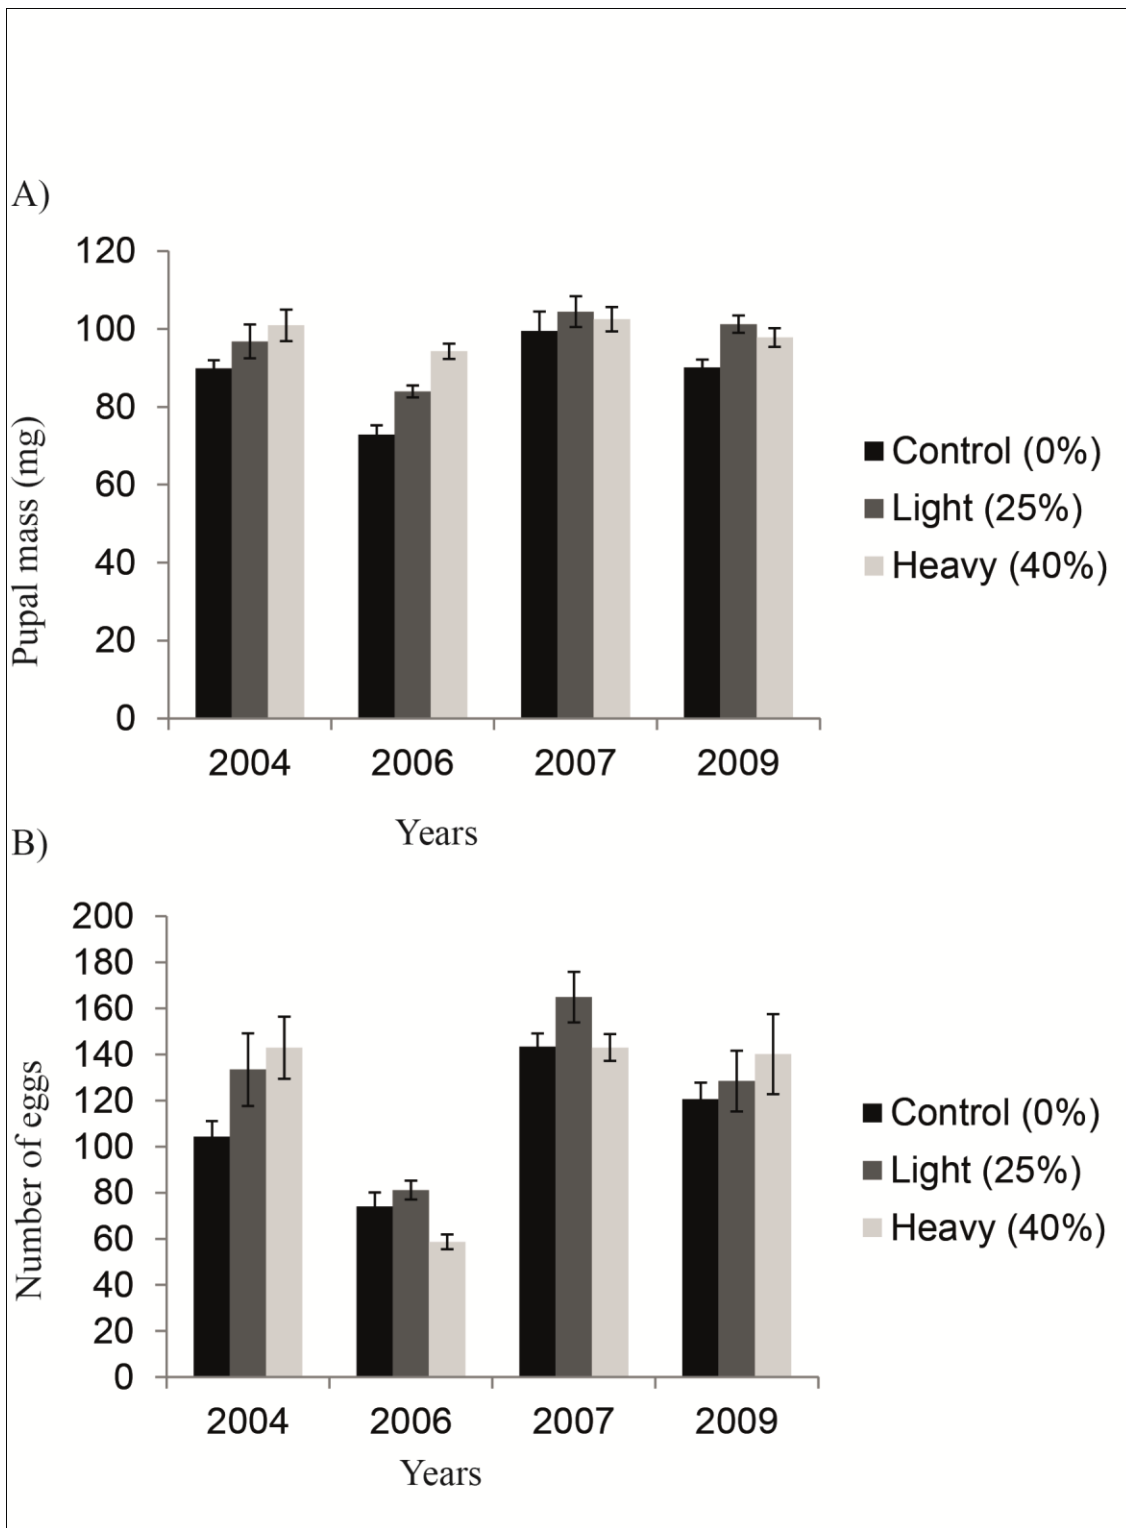 A)
120
100
80
60
40
20
0
Pupal mass (mg)
2004 2006 2007 2009
Years
Control (0%)
Light (25%)
Heavy (40%)
B)
200
180
160
140
120
100
80
60
40
20
0
Number of eggs
2004 2006 2007 2009
Years
Control (0%)
Light (25%)
Heavy (40%)